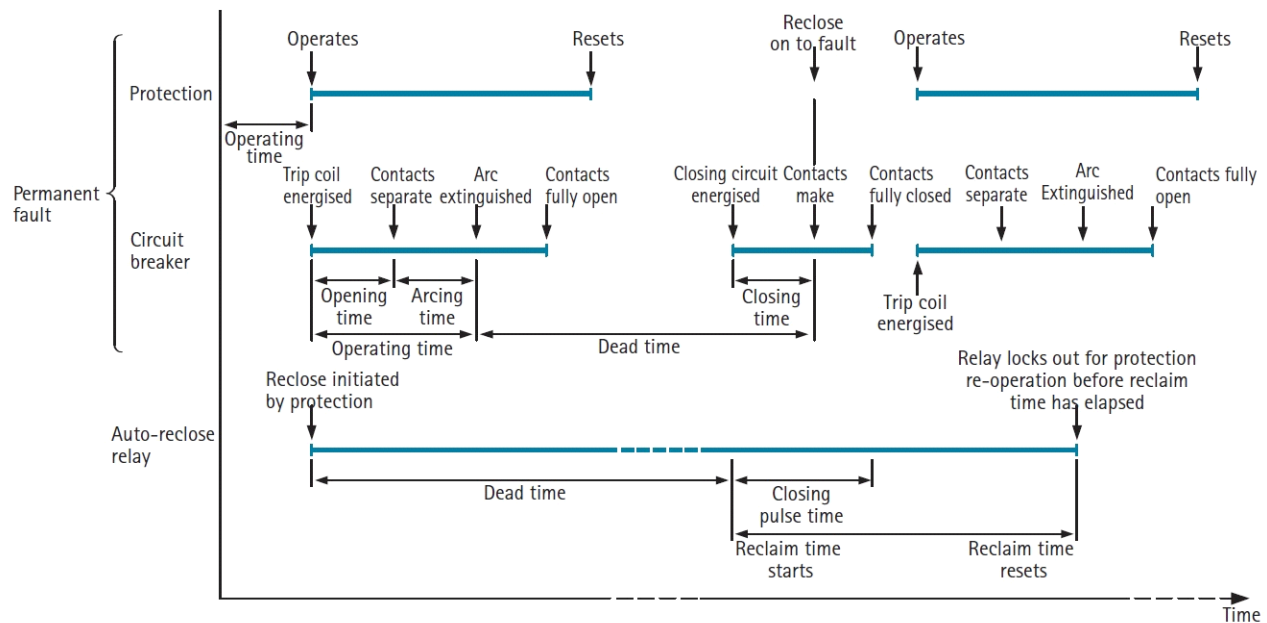 Reclose
on to fault
Operates
Resets
Operates
Resets
Protection
Operating
time
Permanent
fault
Trip coil
energised
Contacts
separate
Arc
extinguished
Contacts
fully open
Closing circuit
energised
Contacts
make
Contacts
fully closed
Contacts
separate
Arc
Extinguished
Contacts fully
open
Circuit
breaker
Opening
time
Arcing
time
Closing
time
Trip coil
energised
Operating time
Dead time
Relay locks out for protection
re-operation before reclaim
time has elapsed
Reclose initiated
by protection
Auto-reclose
relay
Dead time
Closing
pulse time
Reclaim time
starts
Reclaim time
resets
Time